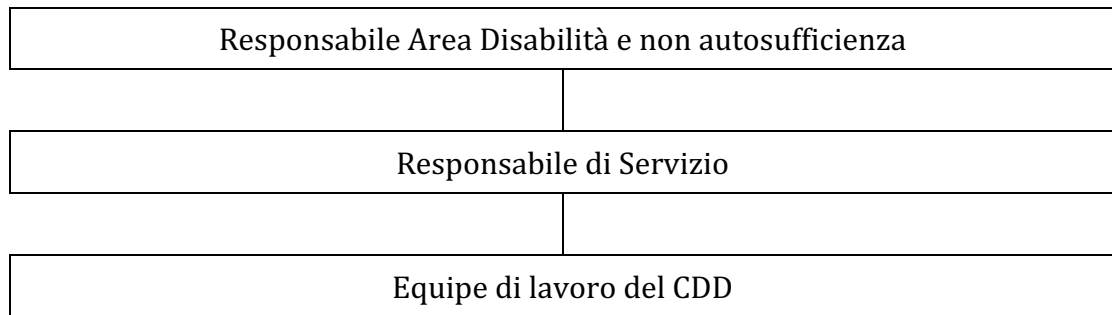 Responsabile Area Disabilità e non autosufficienza
Responsabile di Servizio
Equipe di lavoro del CDD